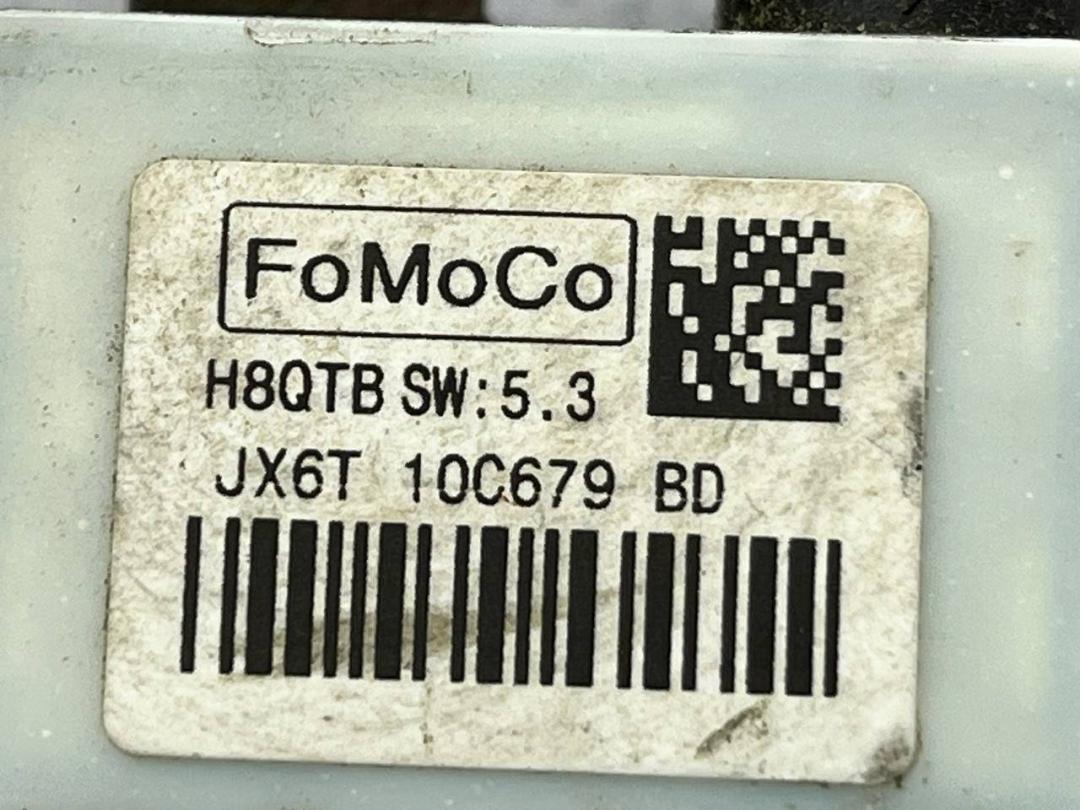 FoMoCo
H8QTB SW:5.3
JX6T 10C679 BD